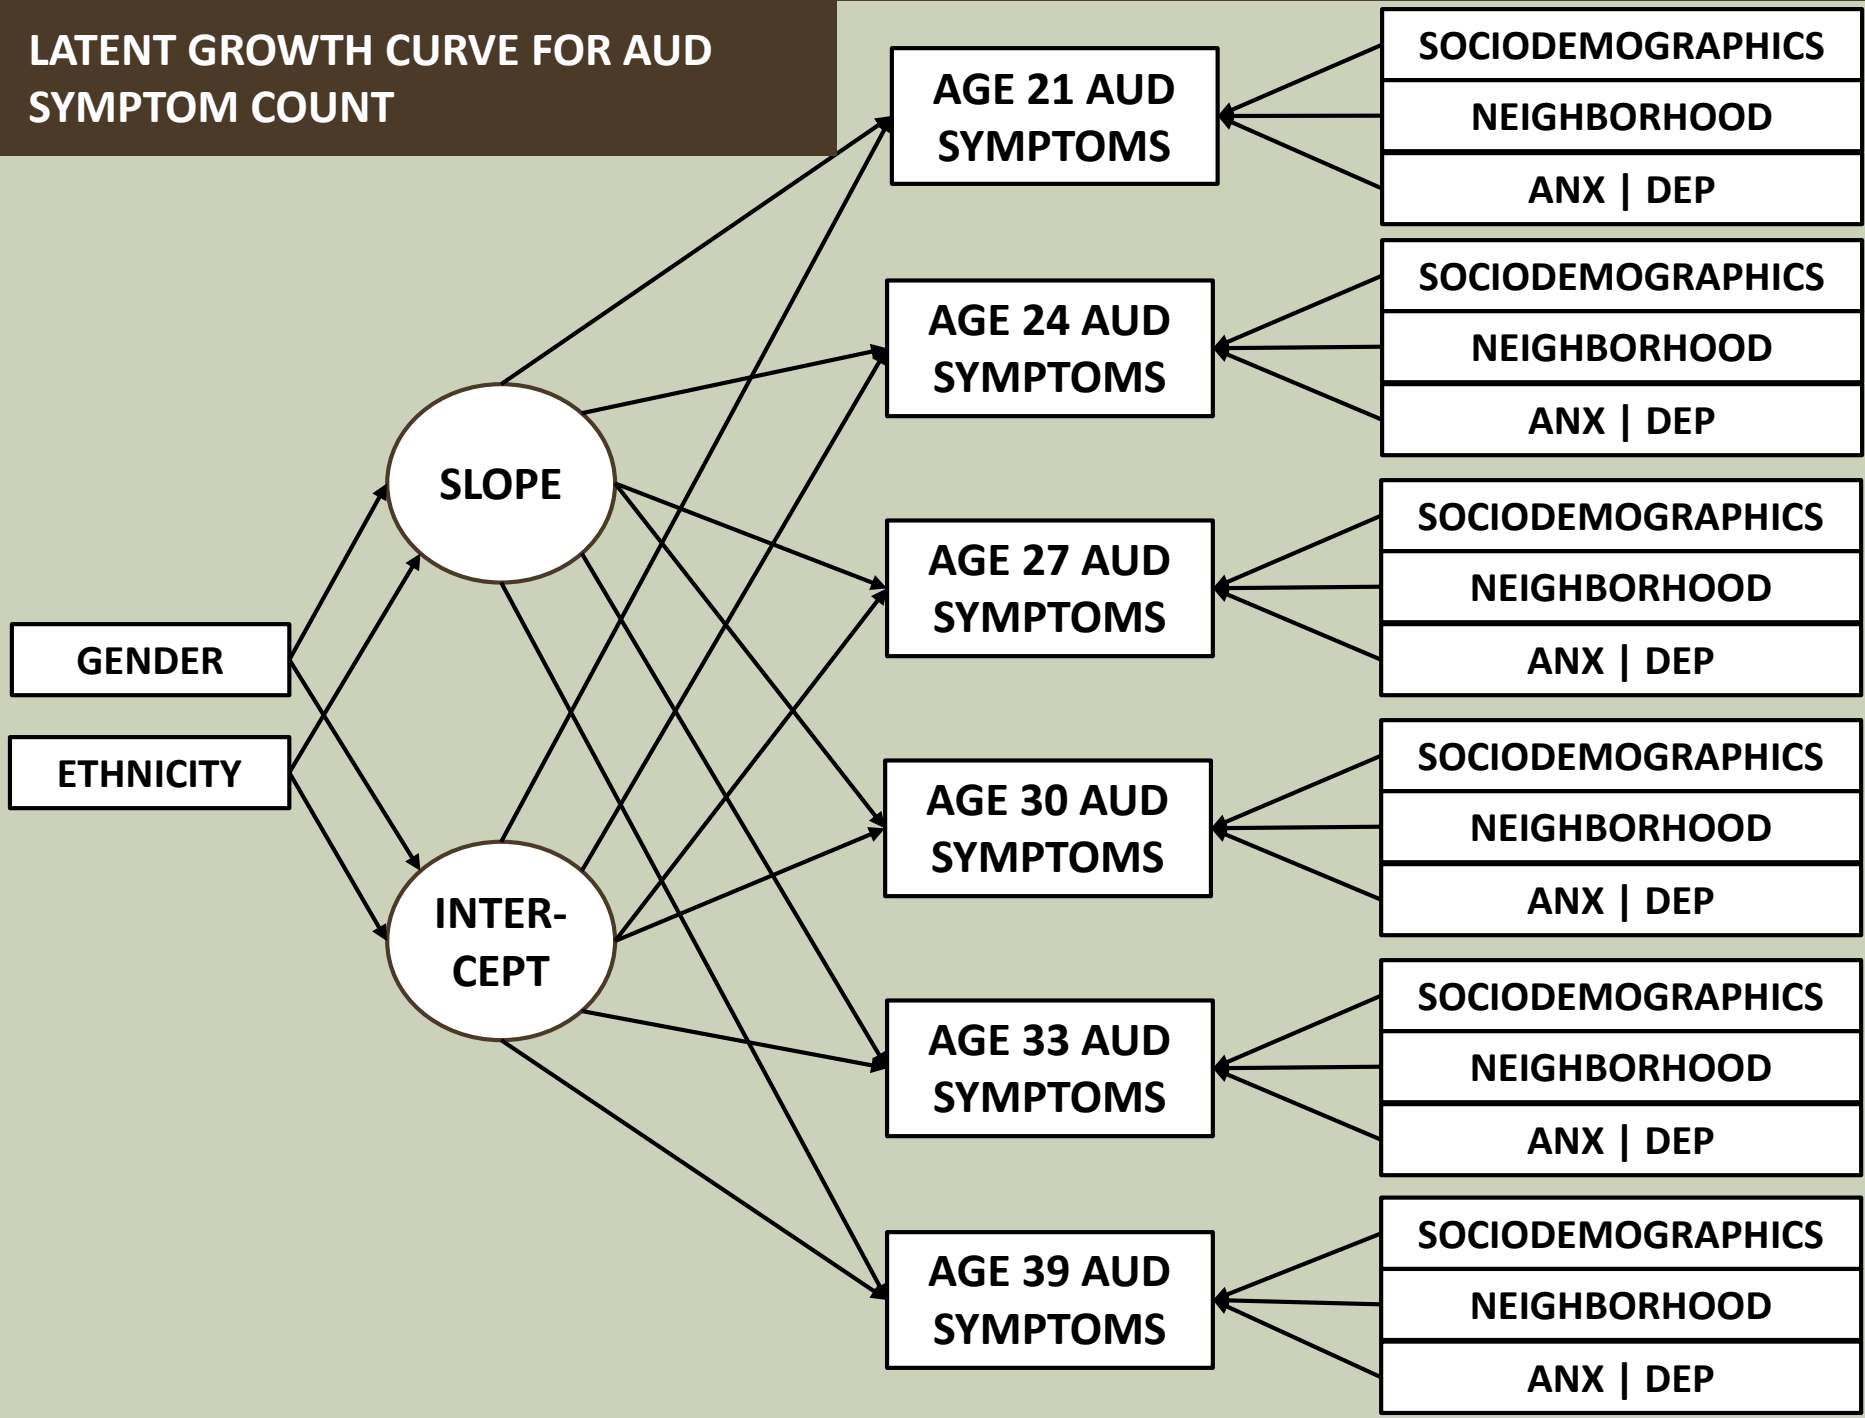 LATENT GROWTH CURVE FOR AUD
SYMPTOM COUNT
GENDER
ETHNICITY
SLOPE
INTER-
CEPT
AGE 21 AUD
SYMPTOMS
SOCIODEMOGRAPHICS
NEIGHBORHOOD
ANX | DEP
AGE 24 AUD
SYMPTOMS
SOCIODEMOGRAPHICS
NEIGHBORHOOD
ANX | DEP
AGE 27 AUD
SYMPTOMS
SOCIODEMOGRAPHICS
NEIGHBORHOOD
ANX | DEP
AGE 30 AUD
SYMPTOMS
SOCIODEMOGRAPHICS
NEIGHBORHOOD
ANX | DEP
AGE 33 AUD
SYMPTOMS
SOCIODEMOGRAPHICS
NEIGHBORHOOD
ANX | DEP
AGE 39 AUD
SYMPTOMS
SOCIODEMOGRAPHICS
NEIGHBORHOOD
ANX | DEP